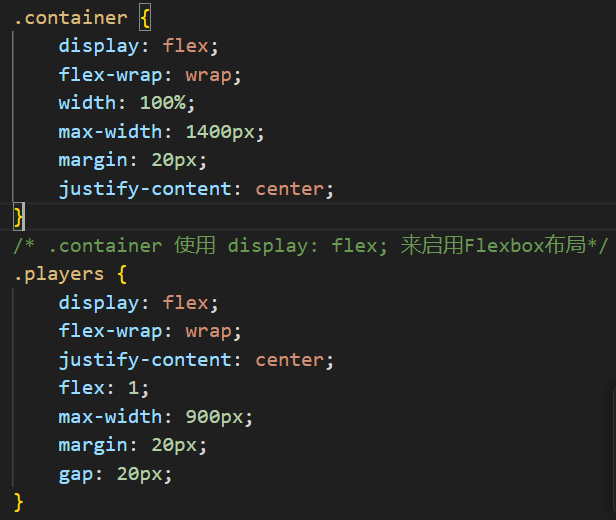 .container {
    display: flex;
    flex-wrap: wrap;
    width: 100%;
    max-width: 1400px;
    margin: 20px;
    justify-content: center;
}
/* .container 使用 display: flex; 来启用Flexbox布局*/
.players {
    display: flex;
    flex-wrap: wrap;
    justify-content: center;
    flex: 1;
    max-width: 900px;
    margin: 20px;
    gap: 20px;
}